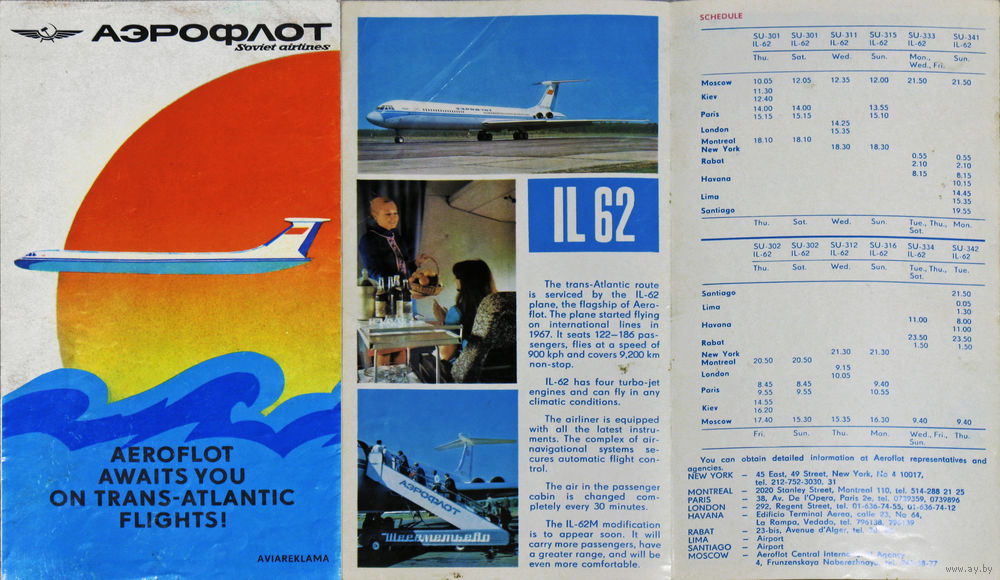 АЭРОФЛОТ
Soviet airlines
AEROFLOT
AWAITS YOU
ON TRANS-ATLANTIC
FLIGHTS!
AVIAREKLAMA
АЭРОФЛОТ
IL 62
The trans-Atlantic route
is serviced by the IL-62
plane, the flagship of Aero-
flot. The plane started flying
on international lines in
1967. It seats 122—186 pas-
sengers, flies at a speed of
900 kph and covers 9,200 km
non-stop.
IL-62 has four turbo-jet
engines and can fly in any
climatic conditions.
The airliner is equipped
with all the latest instru-
ments. The complex of air-
navigational systems se-
cures automatic flight con-
trol.
The air in the passenger
cabin is changed com-
pletely every 30 minutes.
The IL-62M modification
is to appear soon. It will
carry more passengers, have
a greater range, and will be
even more comfortable.
АЭРОФЛОТ
Шереметьево
SCHEDULE
SU-301 SU-301 SU-311 SU-315 SU-333 SU-341
IL-62 IL-62 IL-62 IL-62 IL-62 IL-62
Thu. Sat. Wed. Sun. Mon., Sun.
Wed., Fri.
Moscow 10.05 12.05 12.35 12.00 21.50 21.50
11.30
Kiev 12.40
14.00 14.00 13.55
Paris 15.15 15.15 15.10
14.25
London 15.35
Montreal 18.10 18.10
New York 18.30 18.30
0.55 0.55
Rabat 2.10 2.10
8.15 8.15
Havana 10.15
14.45
Lima 15.35
Santiago 19.55
Thu. Sat. Wed. Sun. Tue., Thu., Mon.
Sat.
SU-302 SU-302 SU-312 SU-316 SU-334 SU-342
IL-62 IL-62 IL-62 IL-62 IL-62 IL-62
Thu. Sat. Wed. Sun. Tue., Thu., Tue.
Sat.
Santiago 21.50
0.05
Lima 1.30
11.00 8.00
Havana 11.00
23.50 23.50
Rabat 1.50 1.50
New York 21.30 21.30
Montreal 20.50 20.50
9.15
London 10.05
8.45 8.45 9.40
Paris 9.55 9.55 10.55
14.55
Kiev 16.20
Moscow 17.40 15.30 15.35 16.30 9.40 9.40
Fri. Sun. Thu. Mon. Wed., Fri., Thu.
Sun.
You can obtain detailed information at Aeroflot representatives and
agencies.
NEW YORK — 45 East, 49 Street, New York, No 4 10017,
tel. 212-752-3030, 31
MONTREAL — 2020 Stanley Street, Montreal 110, tel. 514-288 21 25
PARIS — 38, Av. De l'Opera, Paris 2e, tel. 0739359, 0739896
LONDON — 292, Regent Street, tel. 01-636-74-55, 01-636-74-12
HAVANA — Edificio Terminal Aerea, calle 23, No 64,
La Rampa, Vedado, tel. 796138, 796139
RABAT — 23-bis, Avenue d'Alger, tel.
LIMA — Airport
SANTIAGO — Airport
MOSCOW — Aeroflot Central International Agency
4, Frunzenskaya Naberezhnaya, tel.
www.ay.by